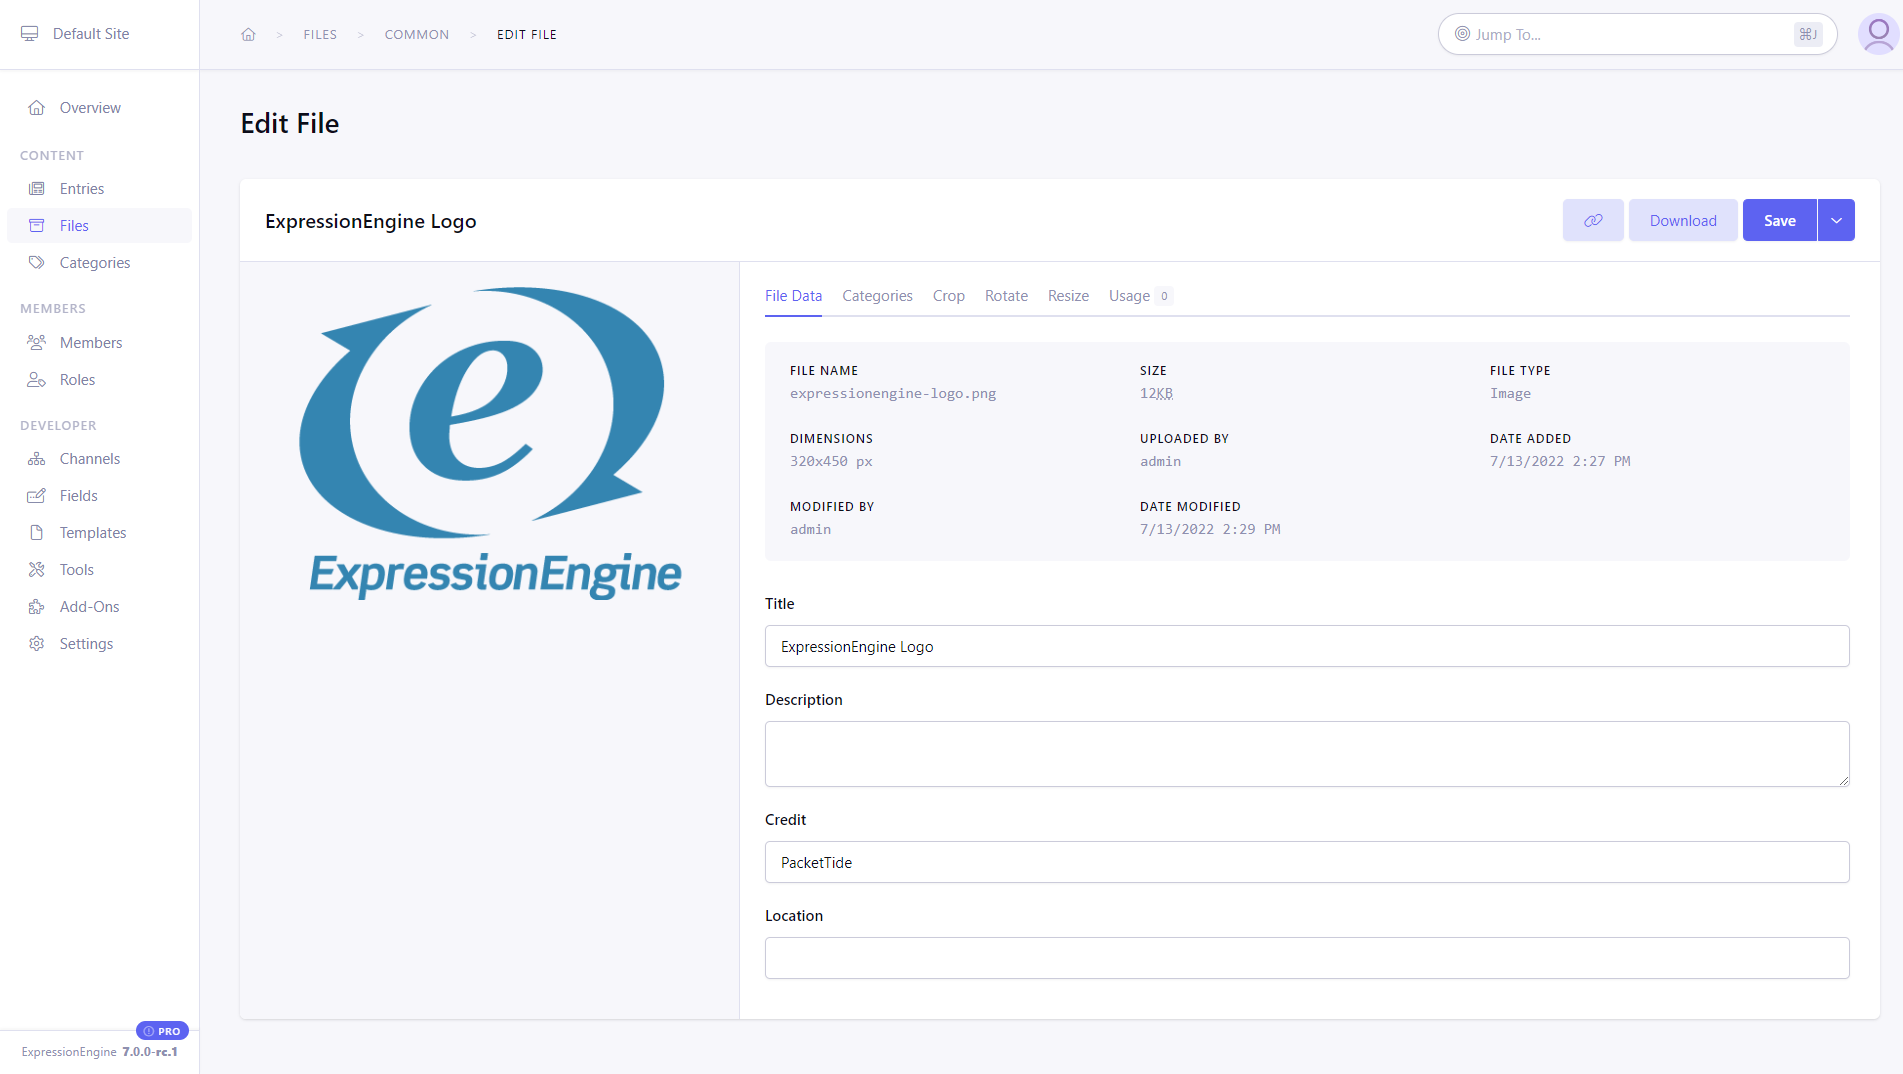 Default Site
FILES > COMMON > EDIT FILE
Jump To...
⌘J
Overview
CONTENT
Entries
Files
Categories
MEMBERS
Members
Roles
DEVELOPER
Channels
Fields
Templates
Tools
Add-Ons
Settings
PRO
ExpressionEngine 7.0.0-rc.1
Edit File
ExpressionEngine Logo
Download
Save
e
ExpressionEngine
File Data Categories Crop Rotate Resize Usage 0
FILE NAME SIZE FILE TYPE
expressionengine-logo.png 12KB Image
DIMENSIONS UPLOADED BY DATE ADDED
320x450 px admin 7/13/2022 2:27 PM
MODIFIED BY DATE MODIFIED
admin 7/13/2022 2:29 PM
Title
ExpressionEngine Logo
Description
Credit
PacketTide
Location